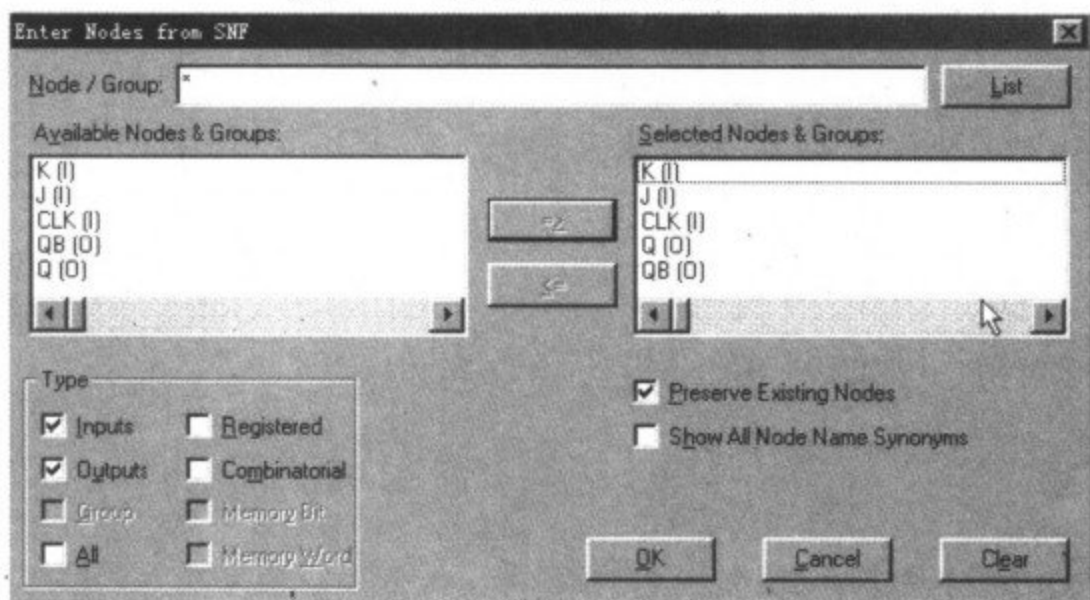 Enter Nodes from SNF
Node / Group: *
List
Available Nodes & Groups:
K (I)
J (I)
CLK (I)
QB (O)
Q (O)
=>
<=
Selected Nodes & Groups:
K (I)
J (I)
CLK (I)
Q (O)
QB (O)
Type
Inputs
Registered
Outputs
Combinatorial
Group
Memory Bit
All
Memory Word
Preserve Existing Nodes
Show All Node Name Synonyms
OK
Cancel
Clear